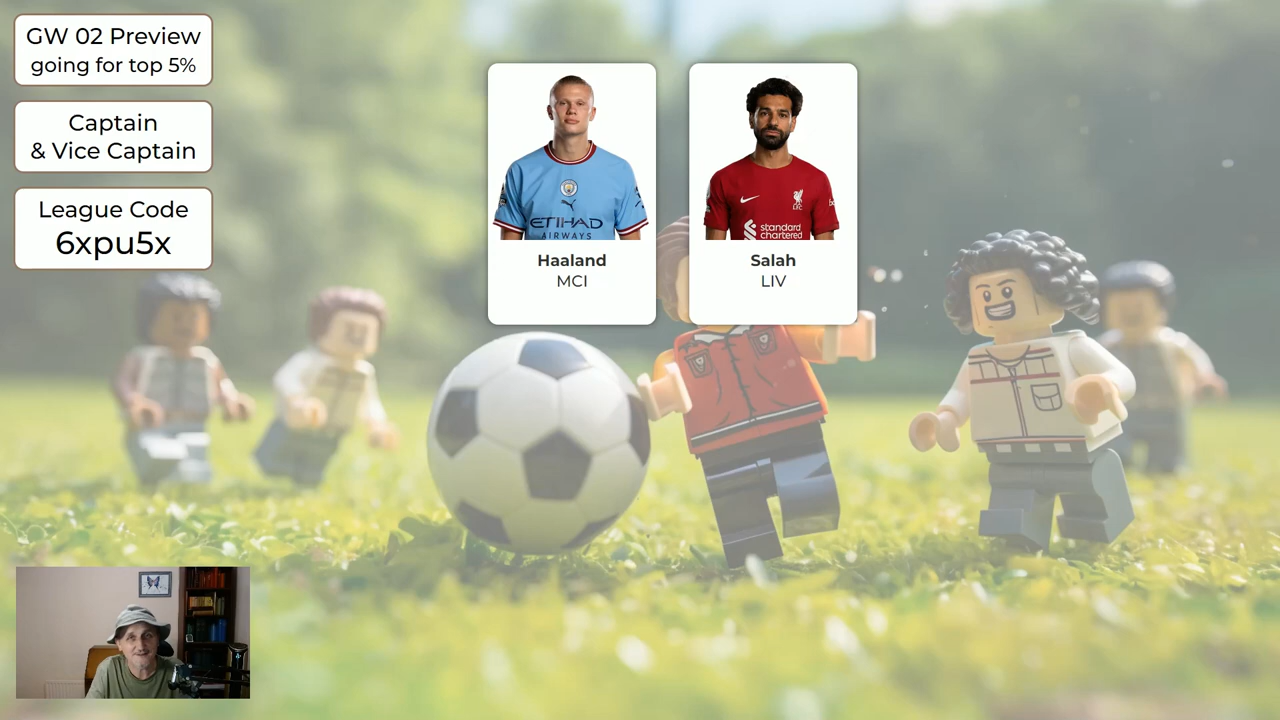 GW 02 Preview
going for top 5%
Captain
& Vice Captain
League Code
6xpu5x
ETIHAD
AIRWAYS
Haaland
MCI
standard
chartered
Salah
LIV